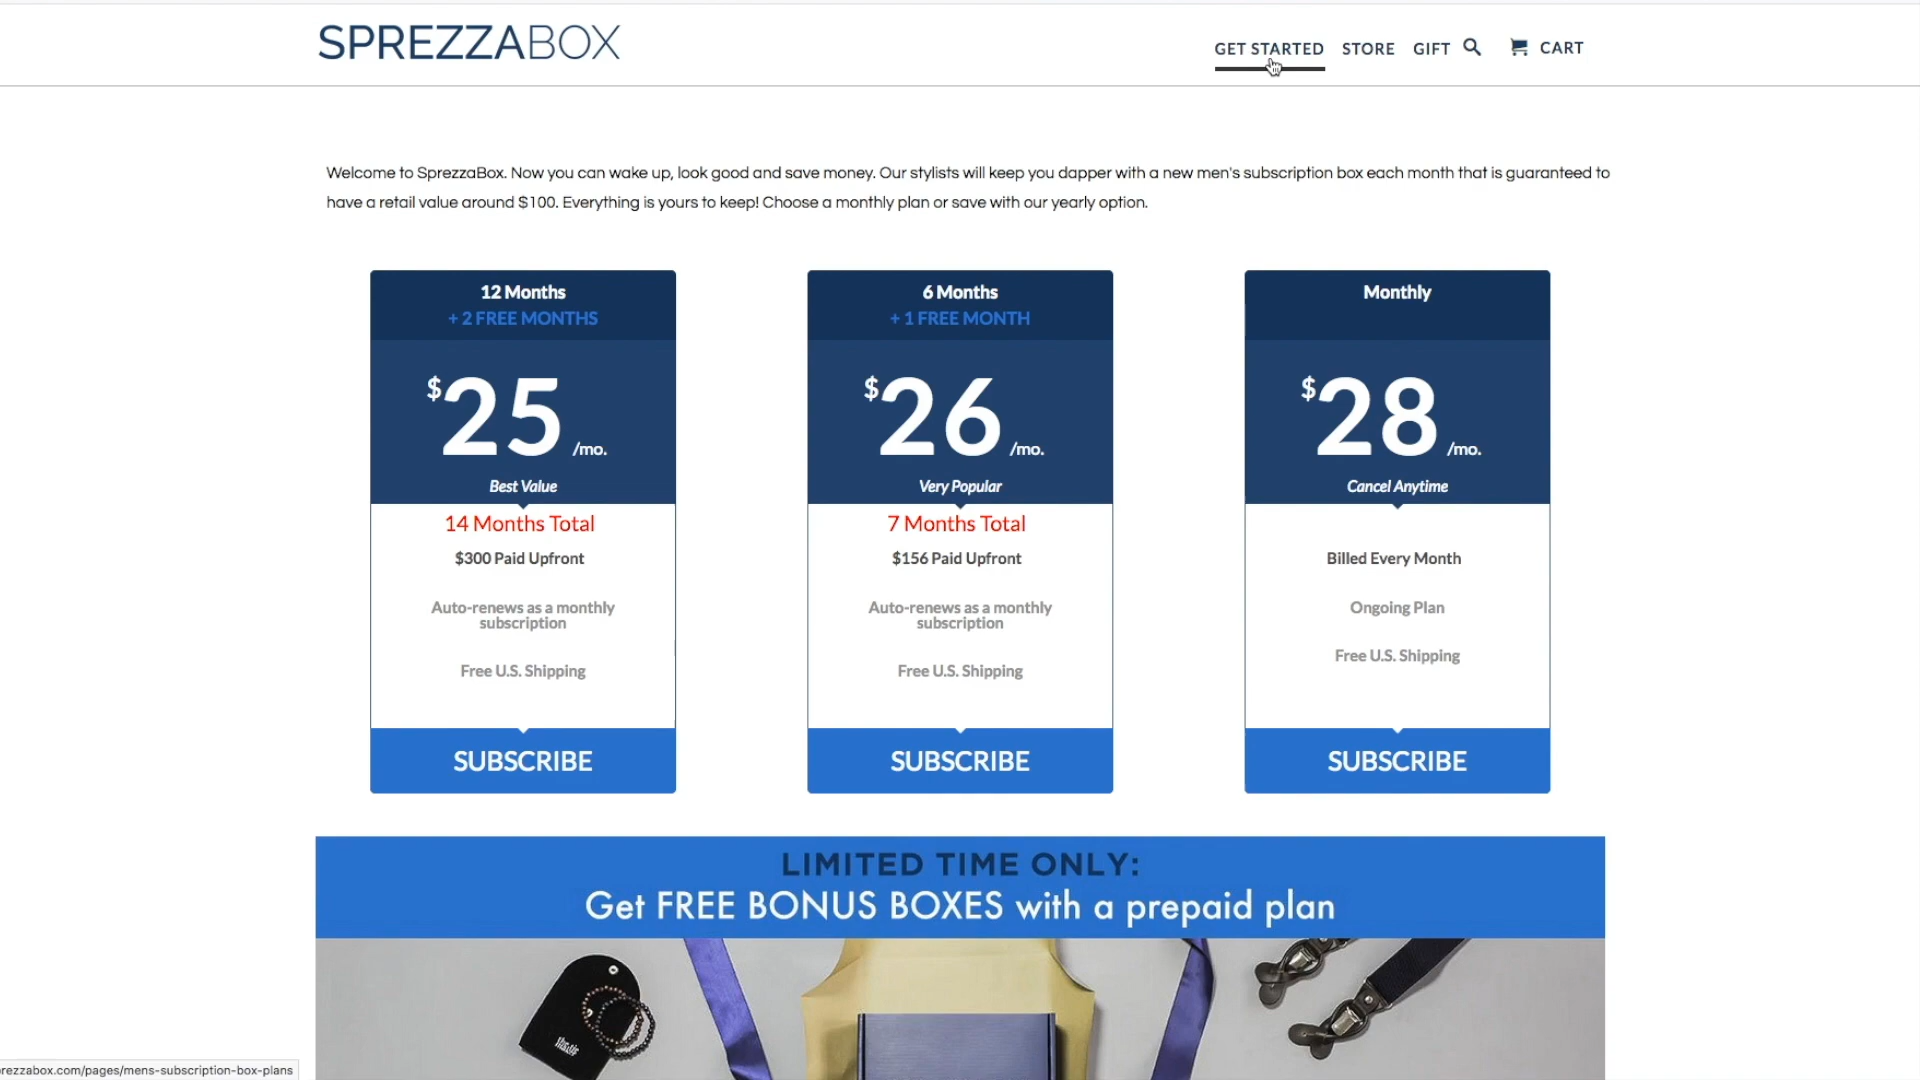 SPREZZABOX
GET STARTED STORE GIFT CART
Welcome to SprezzaBox. Now you can wake up, look good and save money. Our stylists will keep you dapper with a new men's subscription box each month that is guaranteed to
have a retail value around $100. Everything is yours to keep! Choose a monthly plan or save with our yearly option.
12 Months
+ 2 FREE MONTHS
$25 /mo.
Best Value
14 Months Total
$300 Paid Upfront
Auto-renews as a monthly
subscription
Free U.S. Shipping
SUBSCRIBE
6 Months
+ 1 FREE MONTH
$26 /mo.
Very Popular
7 Months Total
$156 Paid Upfront
Auto-renews as a monthly
subscription
Free U.S. Shipping
SUBSCRIBE
Monthly
$28 /mo.
Cancel Anytime
Billed Every Month
Ongoing Plan
Free U.S. Shipping
SUBSCRIBE
LIMITED TIME ONLY:
Get FREE BONUS BOXES with a prepaid plan
rezzabox.com/pages/mens-subscription-box-plans